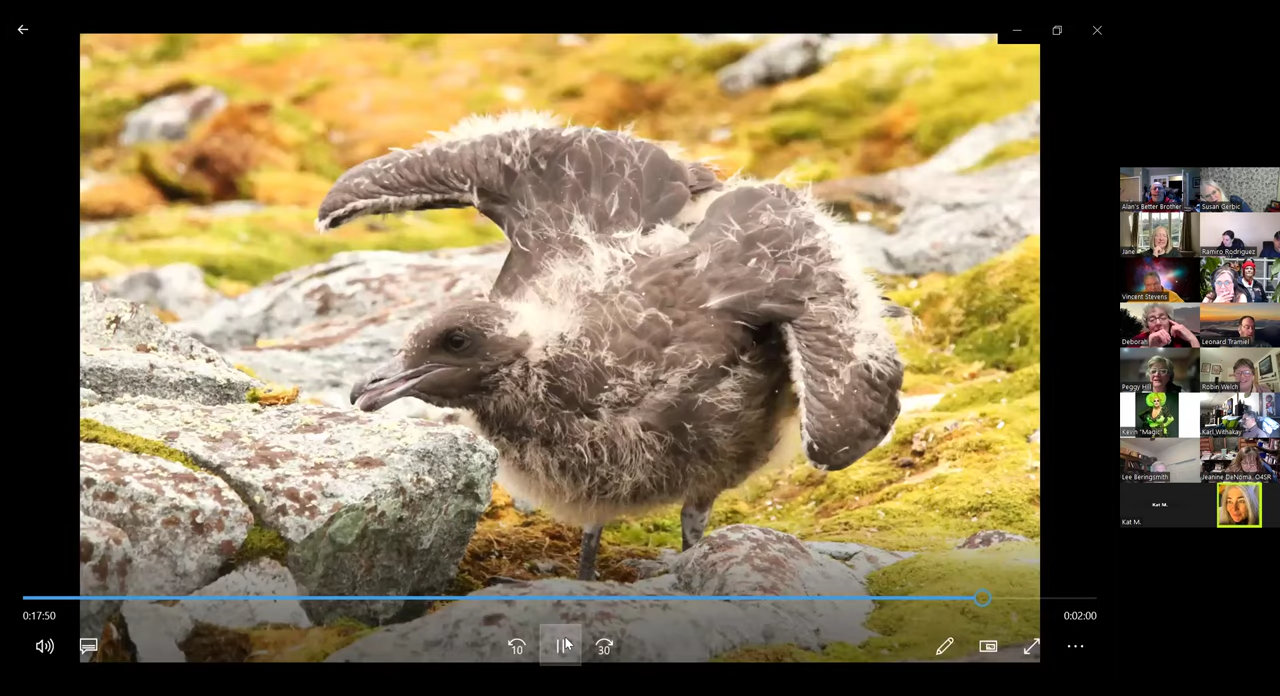 0:17:50
0:02:00
10
30
Alan's Better Brother
Susan Gerbic
Jane
Ramiro Rodriguez
Vincent Stevens
Deborah
Leonard Tramiel
Peggy Hill
Robin Welch
Kevin "Magic"
Karl Withakay
Lee Beringsmith
Jeanine DeNoma O4SR
Kat M.
Kat M.